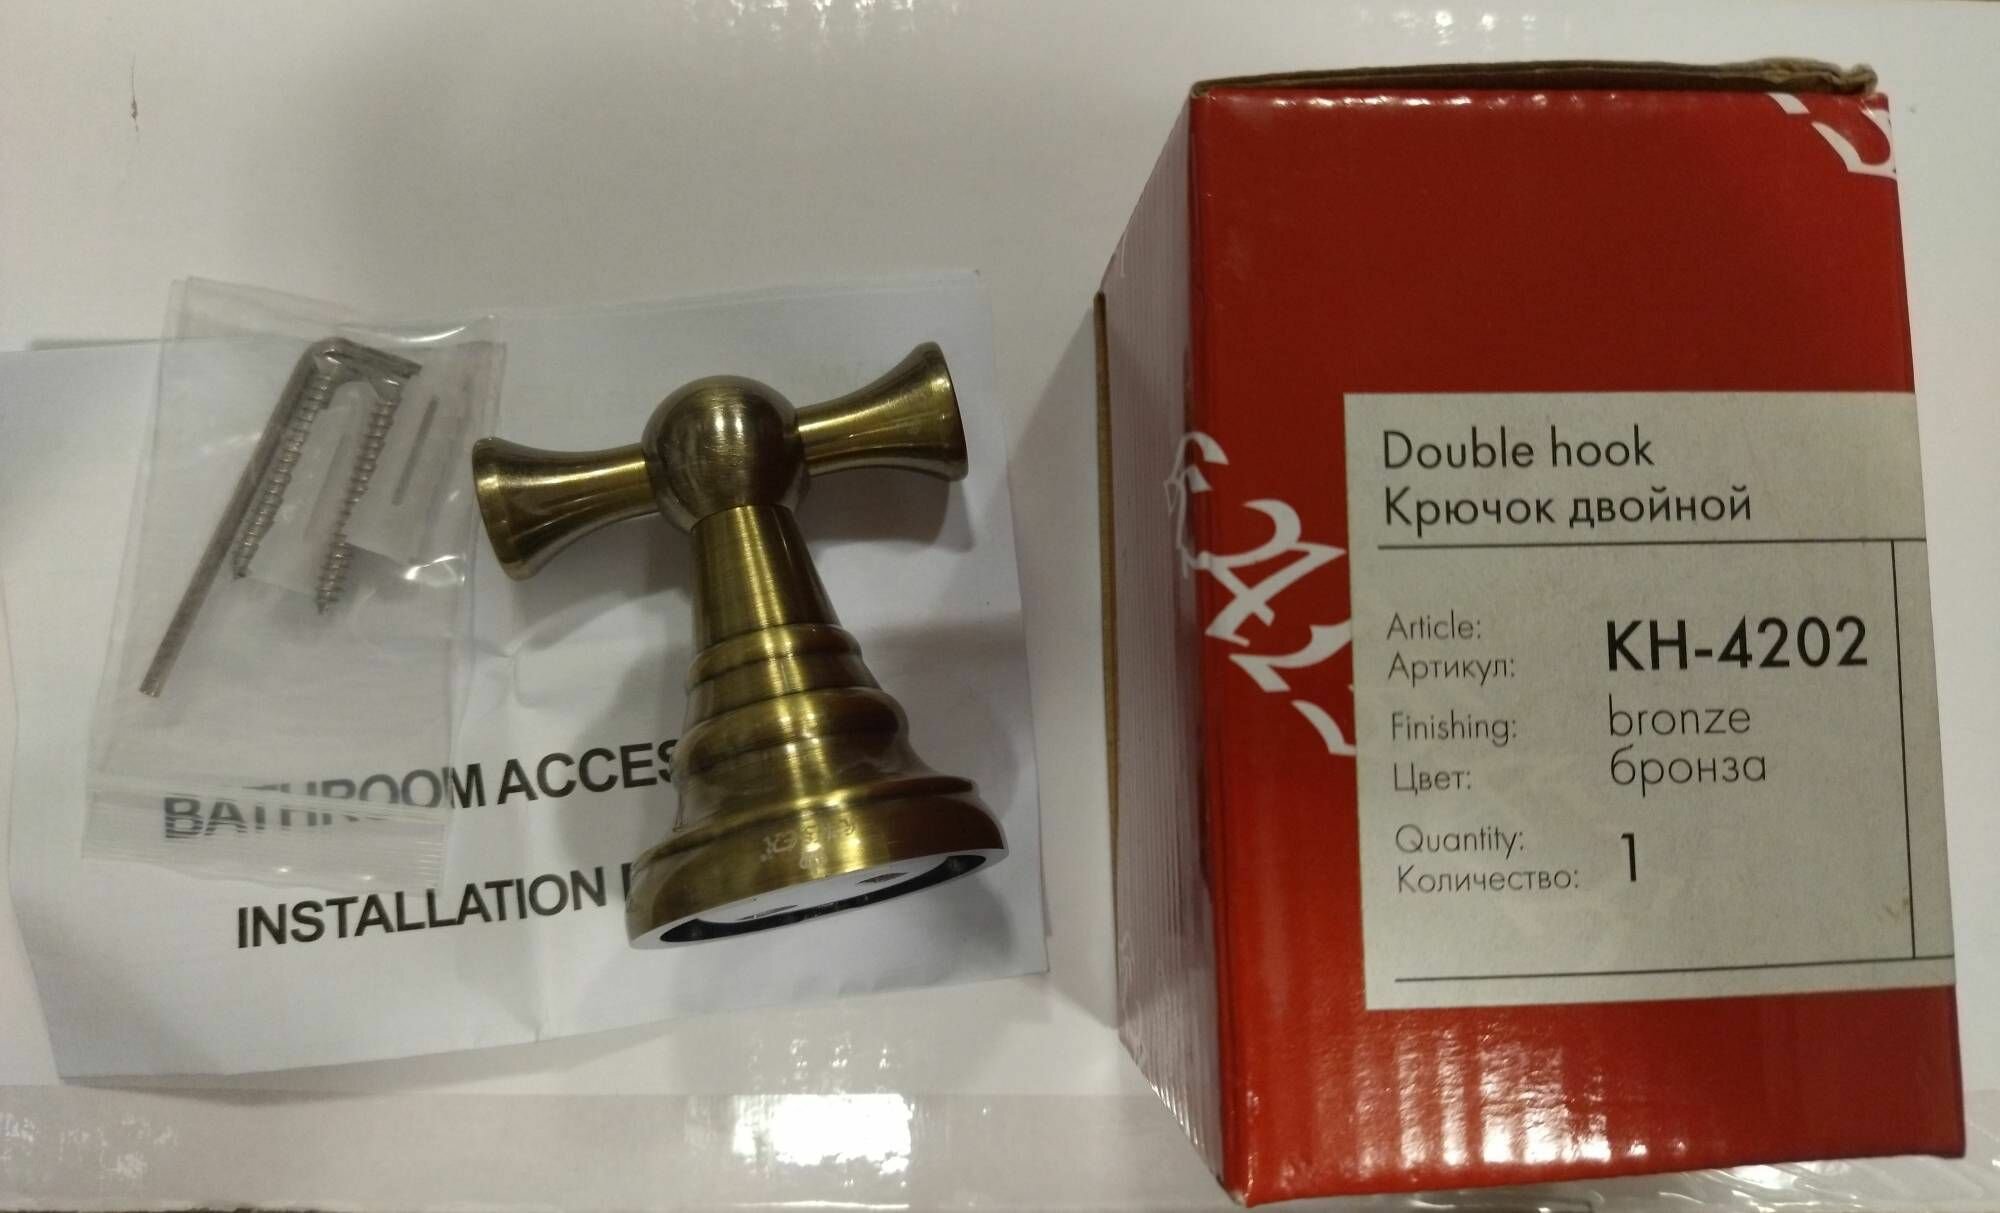 BATHROOM ACCES
INSTALLATION
Double hook
Крючок двойной
Article:
Артикул:
KH-4202
Finishing:
Цвет:
bronze
бронза
Quantity:
Количество:
1